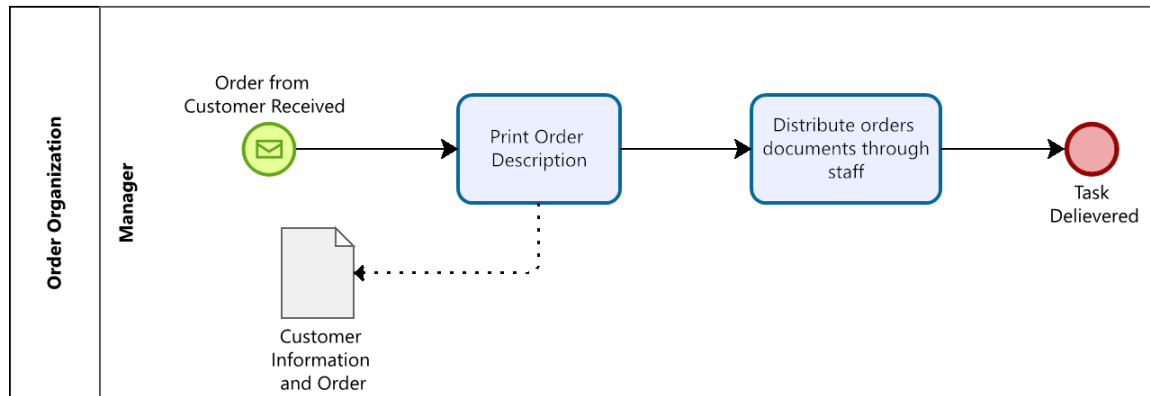 Order Organization
Manager
Order from
Customer Received
Print Order
Description
Distribute orders
documents through
staff
Task
Delievered
Customer
Information
and Order